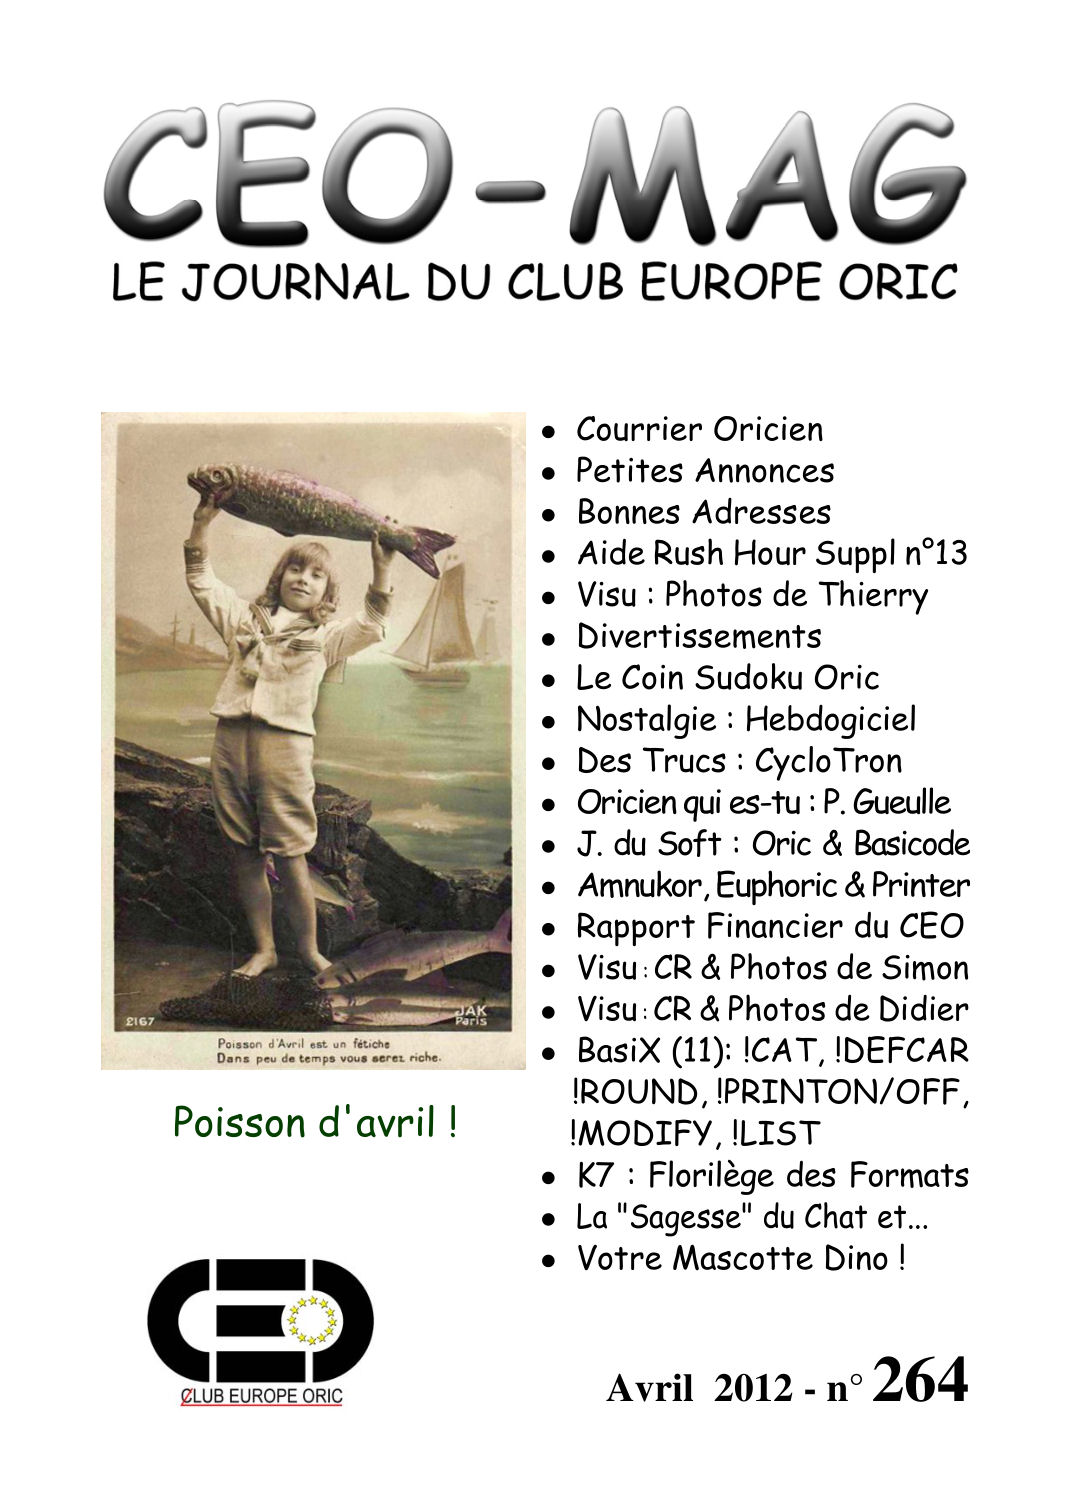 CEO-MAG
LE JOURNAL DU CLUB EUROPE ORIC
2167
JAK
Paris
Poisson d'Avril est un fétiche
Dans peu de temps vous serez riche.
Poisson d'avril !
• Courrier Oricien
• Petites Annonces
• Bonnes Adresses
• Aide Rush Hour Suppl n°13
• Visu : Photos de Thierry
• Divertissements
• Le Coin Sudoku Oric
• Nostalgie : Hebdogiciel
• Des Trucs : CycloTron
• Oricien qui es-tu : P. Gueulle
• J. du Soft : Oric & Basicode
• Amnukor, Euphoric & Printer
• Rapport Financier du CEO
• Visu : CR & Photos de Simon
• Visu : CR & Photos de Didier
• BasiX (11): !CAT, !DEFCAR
!ROUND, !PRINTON/OFF,
!MODIFY, !LIST
• K7 : Florilège des Formats
• La "Sagesse" du Chat et...
• Votre Mascotte Dino !
CEO
CLUB EUROPE ORIC
Avril 2012 - n° 264